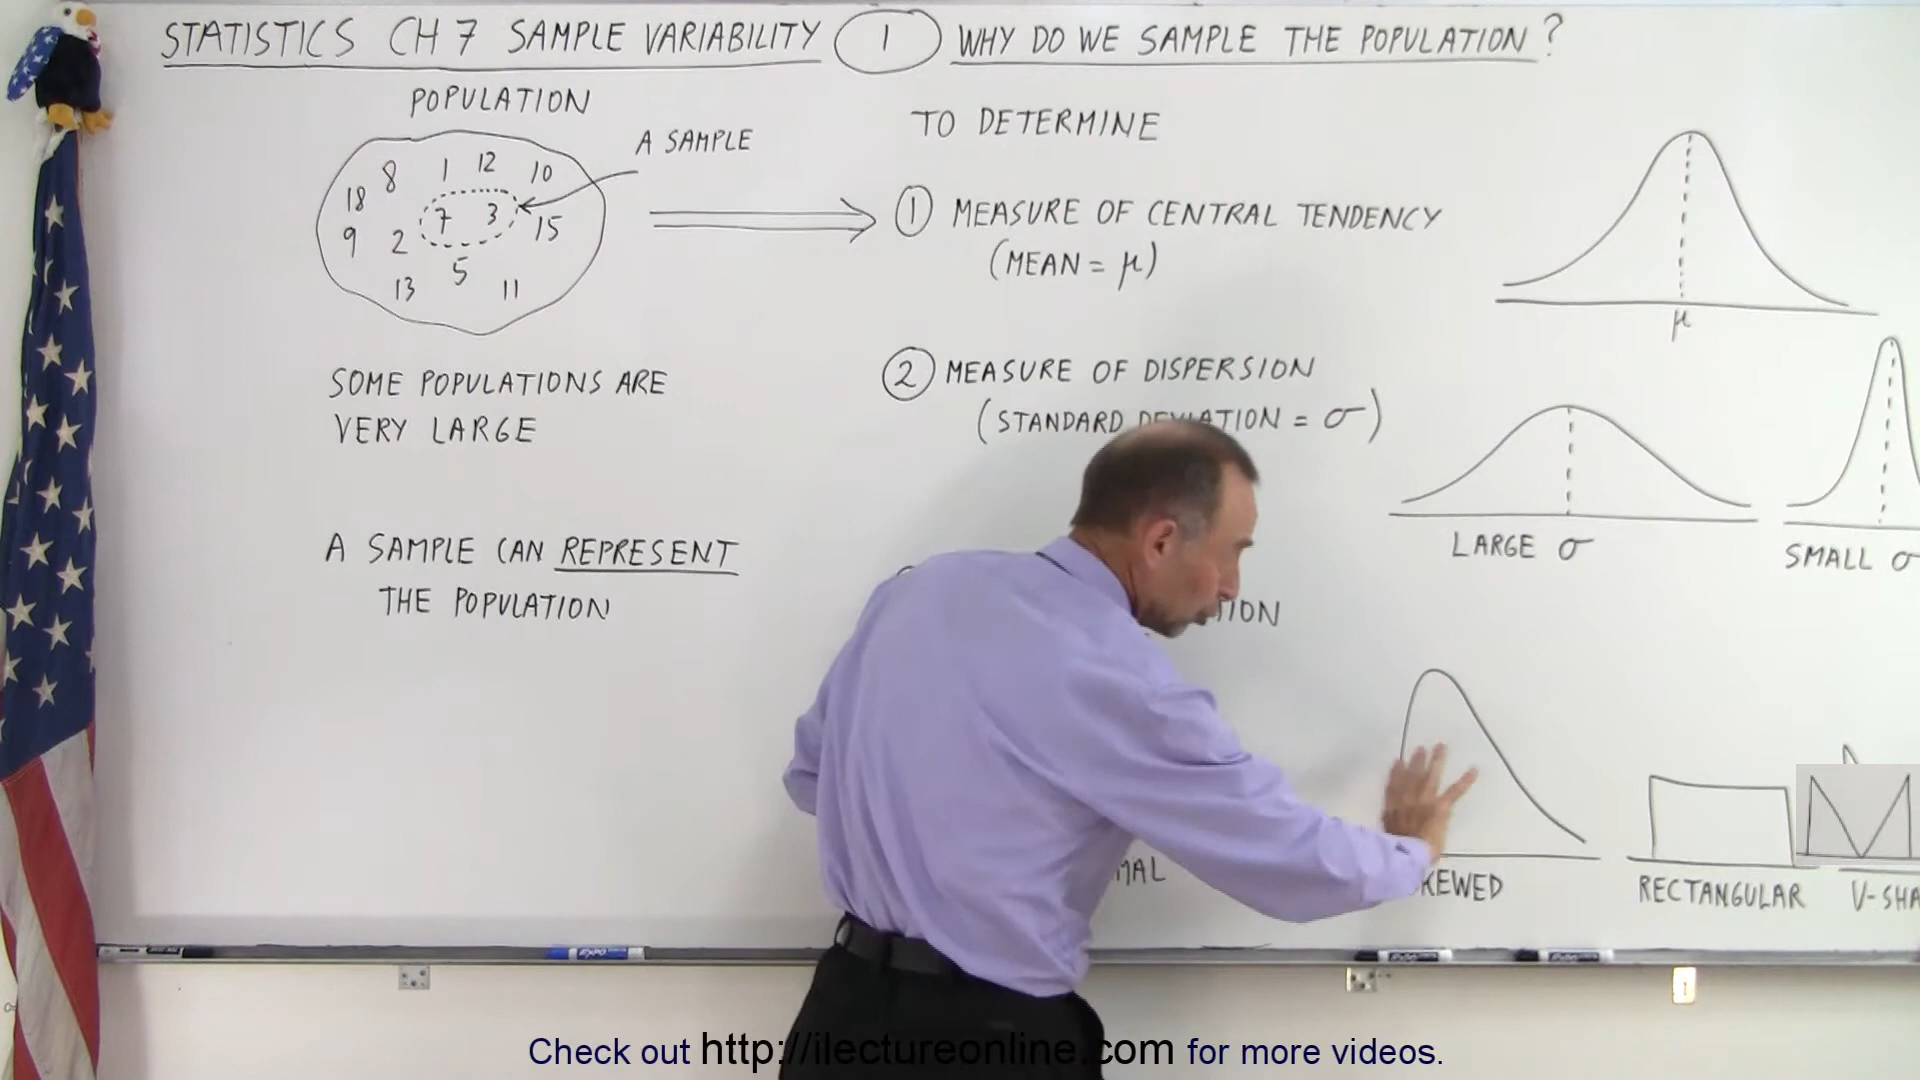 STATISTICS CH 7 SAMPLE VARIABILITY 1 WHY DO WE SAMPLE THE POPULATION?
POPULATION
A SAMPLE
8 1 12 10
18
7 3
9 2 15
5
13 11
SOME POPULATIONS ARE
VERY LARGE
A SAMPLE CAN REPRESENT
THE POPULATION
TO DETERMINE
1 MEASURE OF CENTRAL TENDENCY
(MEAN = μ)
μ
2 MEASURE OF DISPERSION
(STANDARD DEVIATION = σ)
LARGE σ
SMALL σ
RECTANGULAR
Check out http://ilectureonline.com for more videos.